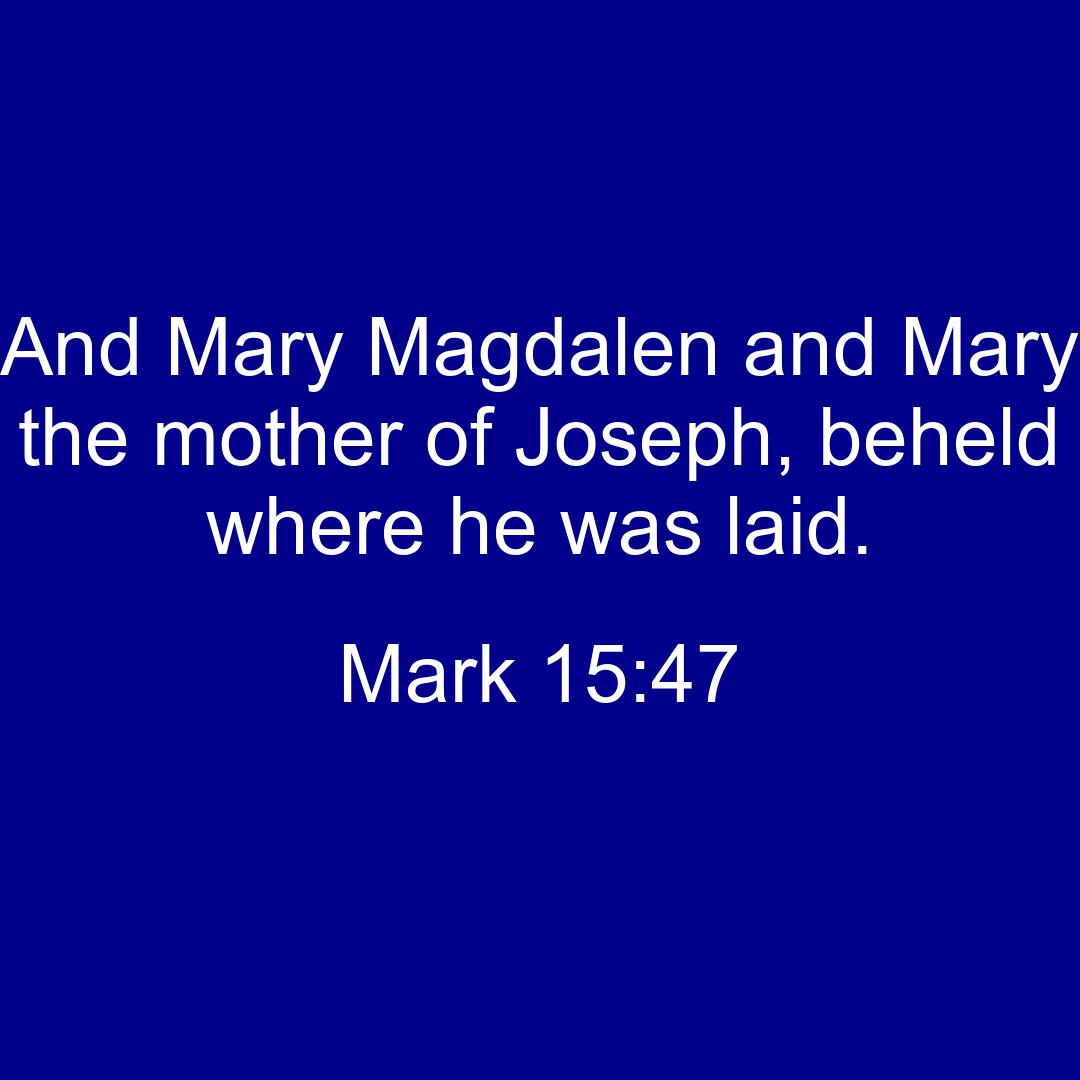 And Mary Magdalen and Mary
the mother of Joseph, beheld
where he was laid.
Mark 15:47